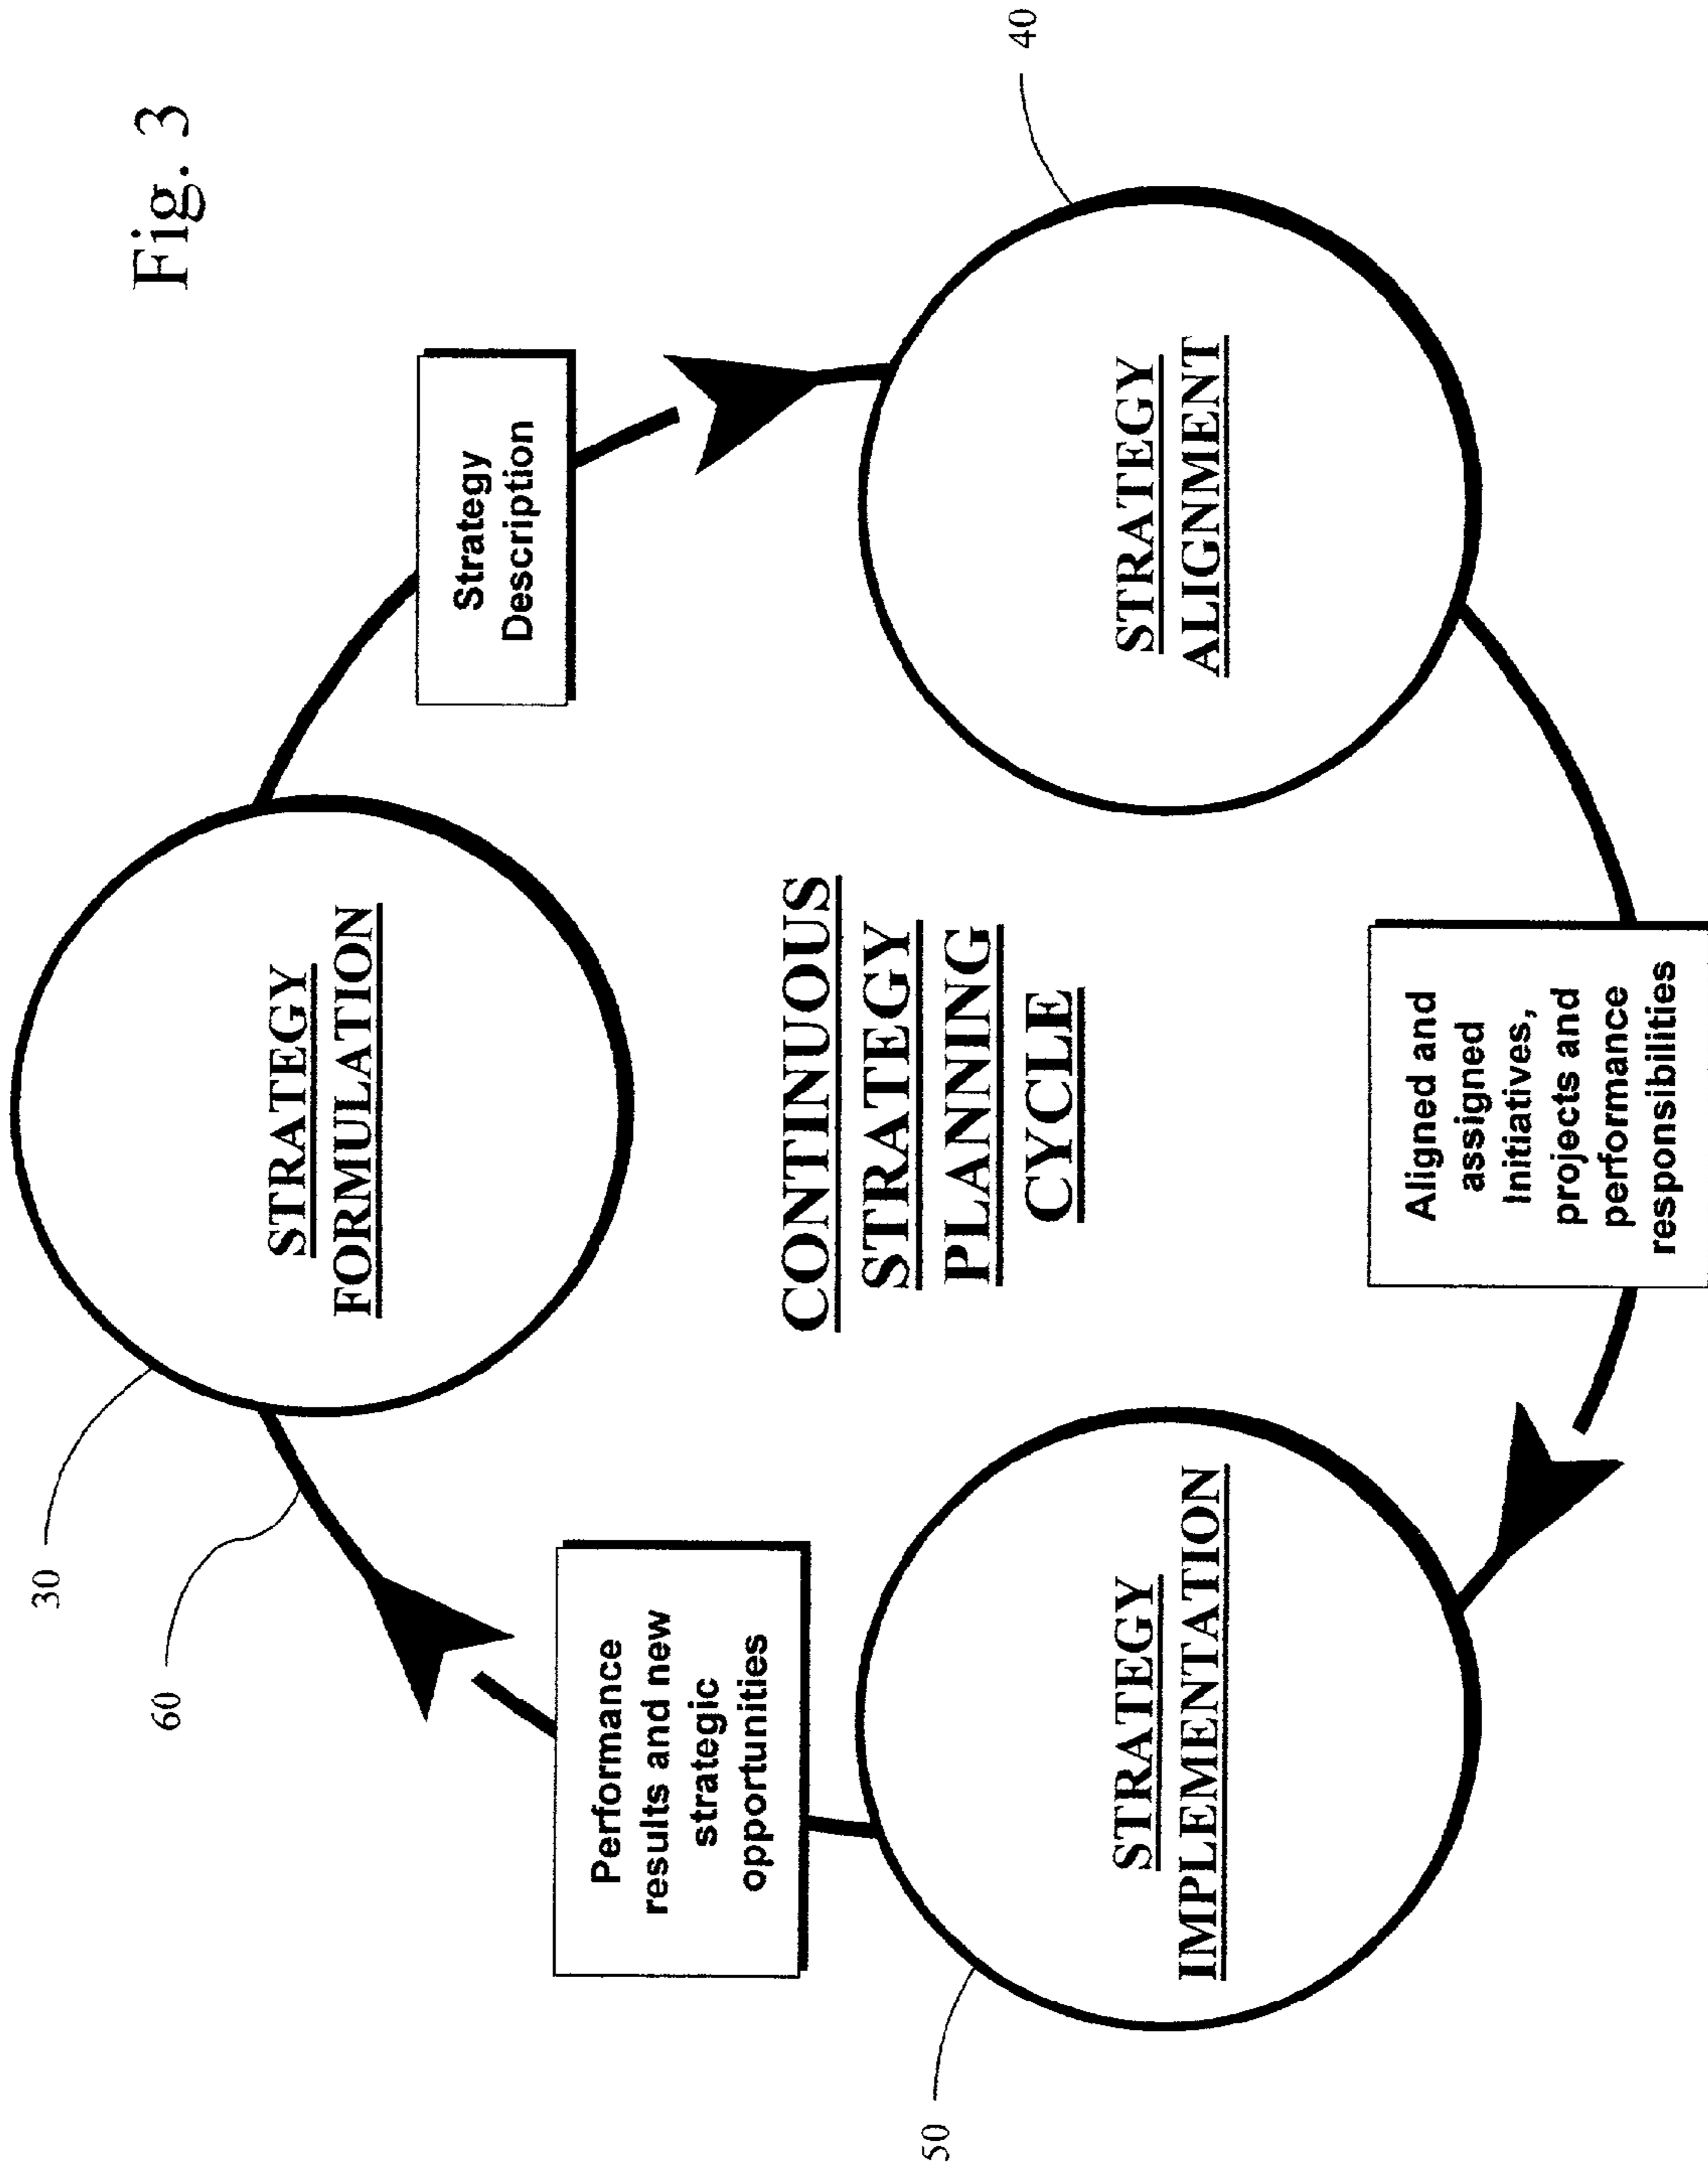 Fig. 3
30
STRATEGY
FORMULATION
60
Strategy
Description
40
STRATEGY
ALIGNMENT
CONTINUOUS
STRATEGY
PLANNING
CYCLE
Performance
results and new
strategic
opportunities
50
STRATEGY
IMPLEMENTATION
Aligned and
assigned
Initiatives,
projects and
performance
responsibilities